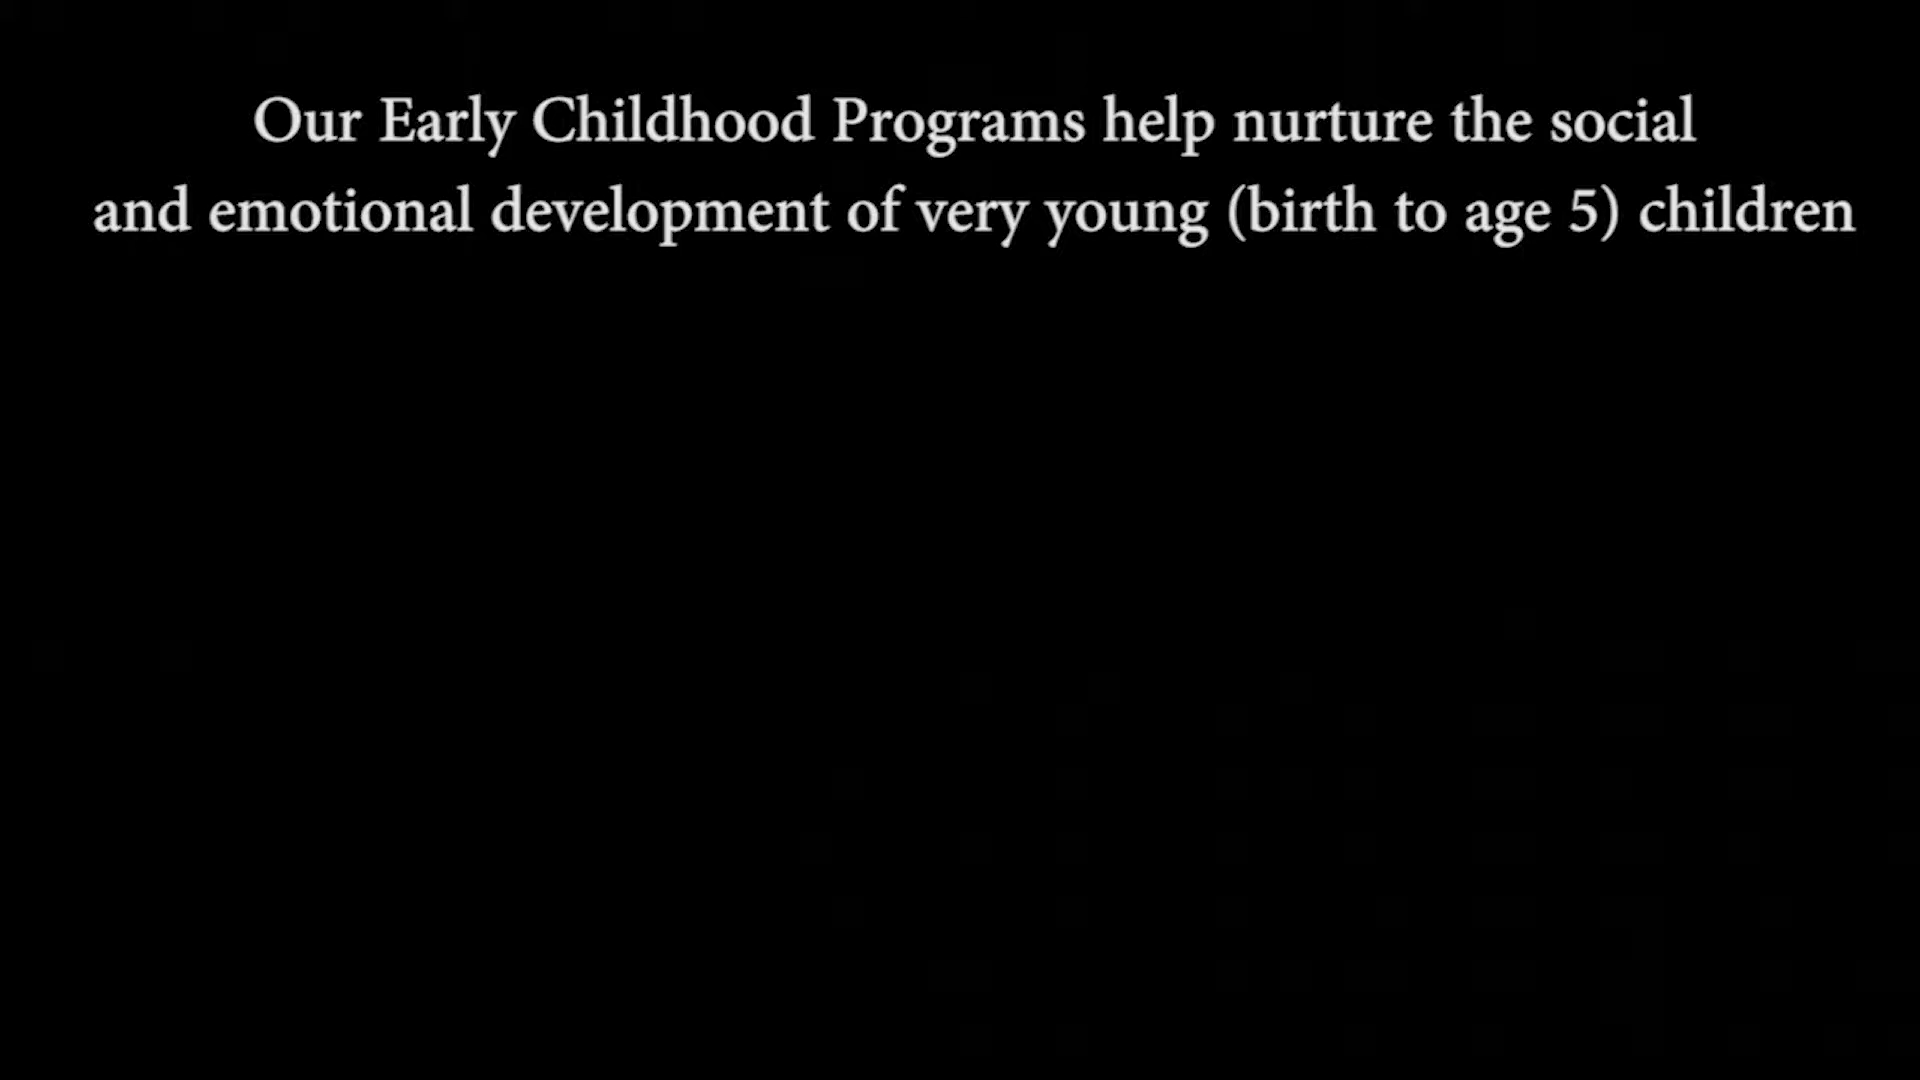 Our Early Childhood Programs help nurture the social
and emotional development of very young (birth to age 5) children